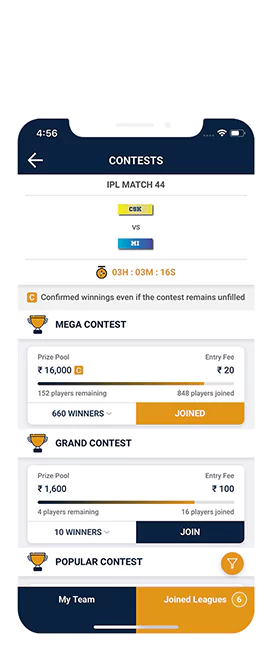 4:56
CONTESTS
IPL MATCH 44
CSK
VS
MI
03H : 03M : 16S
C Confirmed winnings even if the contest remains unfilled
MEGA CONTEST
Prize Pool Entry Fee
₹ 16,000 C ₹ 20
152 players remaining 848 players joined
660 WINNERS JOINED
GRAND CONTEST
Prize Pool Entry Fee
₹ 1,600 ₹ 100
4 players remaining 16 players joined
10 WINNERS JOIN
POPULAR CONTEST
My Team Joined Leagues 6